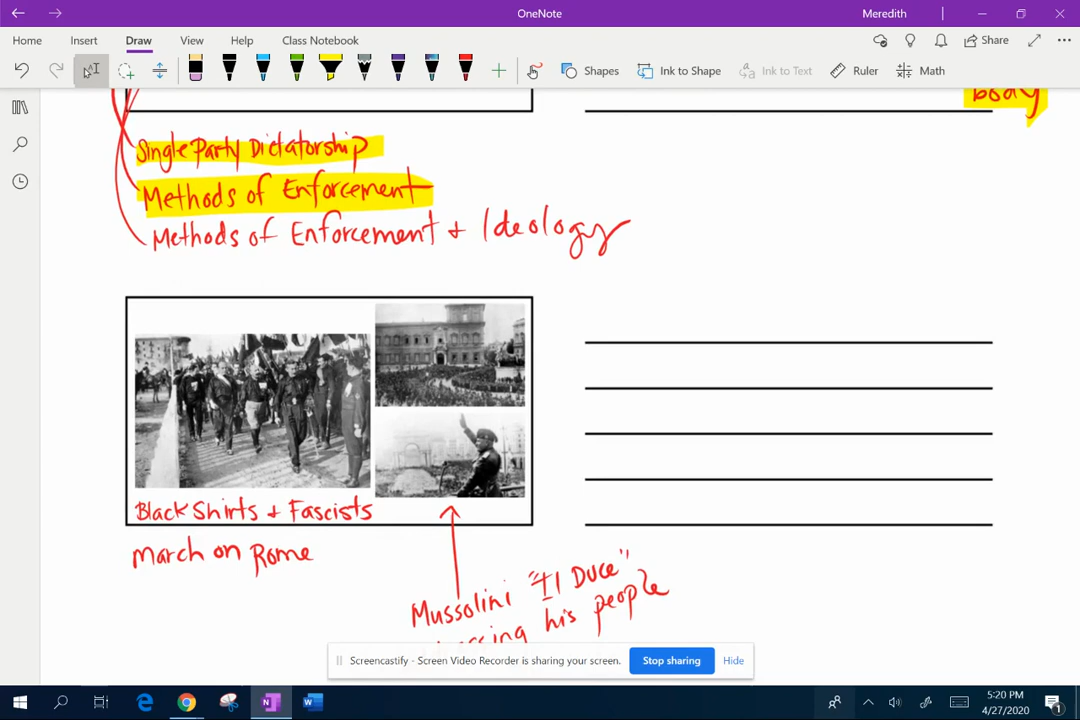 OneNote
Meredith
Home Insert Draw View Help Class Notebook
Share
Shapes Ink to Shape Ink to Text Ruler Math
body
Single Party Dictatorship
Methods of Enforcement
Methods of Enforcement + Ideology
Black Shirts + Fascists
March on Rome
Mussolini "Il Duce"
his people
Screencastify - Screen Video Recorder is sharing your screen. Stop sharing Hide
5:20 PM
4/27/2020